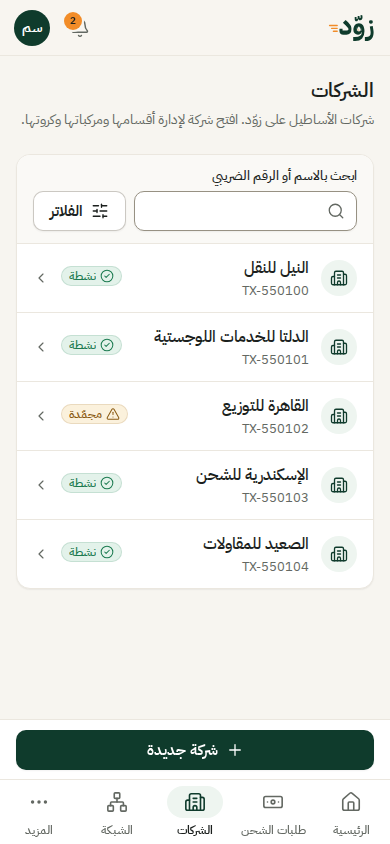 زوّد
2
سم
الشركات
شركات الأساطيل على زوّد. افتح شركة لإدارة أقسامها ومركباتها وكروتها.
ابحث بالاسم أو الرقم الضريبي
الفلاتر
النيل للنقل
TX-550100
نشطة
الدلتا للخدمات اللوجستية
TX-550101
نشطة
القاهرة للتوزيع
TX-550102
مجمّدة
الإسكندرية للشحن
TX-550103
نشطة
الصعيد للمقاولات
TX-550104
نشطة
شركة جديدة
الرئيسية
طلبات الشحن
الشركات
الشبكة
المزيد